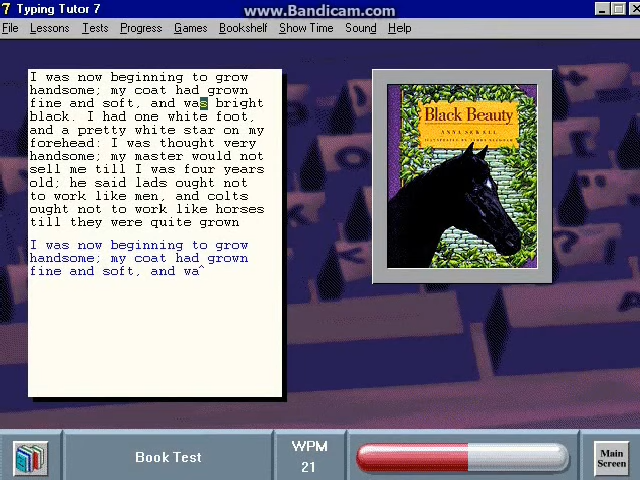 www.Bandicam.com
7 Typing Tutor 7
File Lessons Tests Progress Games Bookshelf Show Time Sound Help
I was now beginning to grow
handsome; my coat had grown
fine and soft, and was bright
black. I had one white foot,
and a pretty white star on my
forehead: I was thought very
handsome; my master would not
sell me till I was four years
old; he said lads ought not
to work like men, and colts
ought not to work like horses
till they were quite grown
I was now beginning to grow
handsome; my coat had grown
fine and soft, and wa^
Black Beauty
ANNA SEWELL
Book Test
WPM
21
Main
Screen